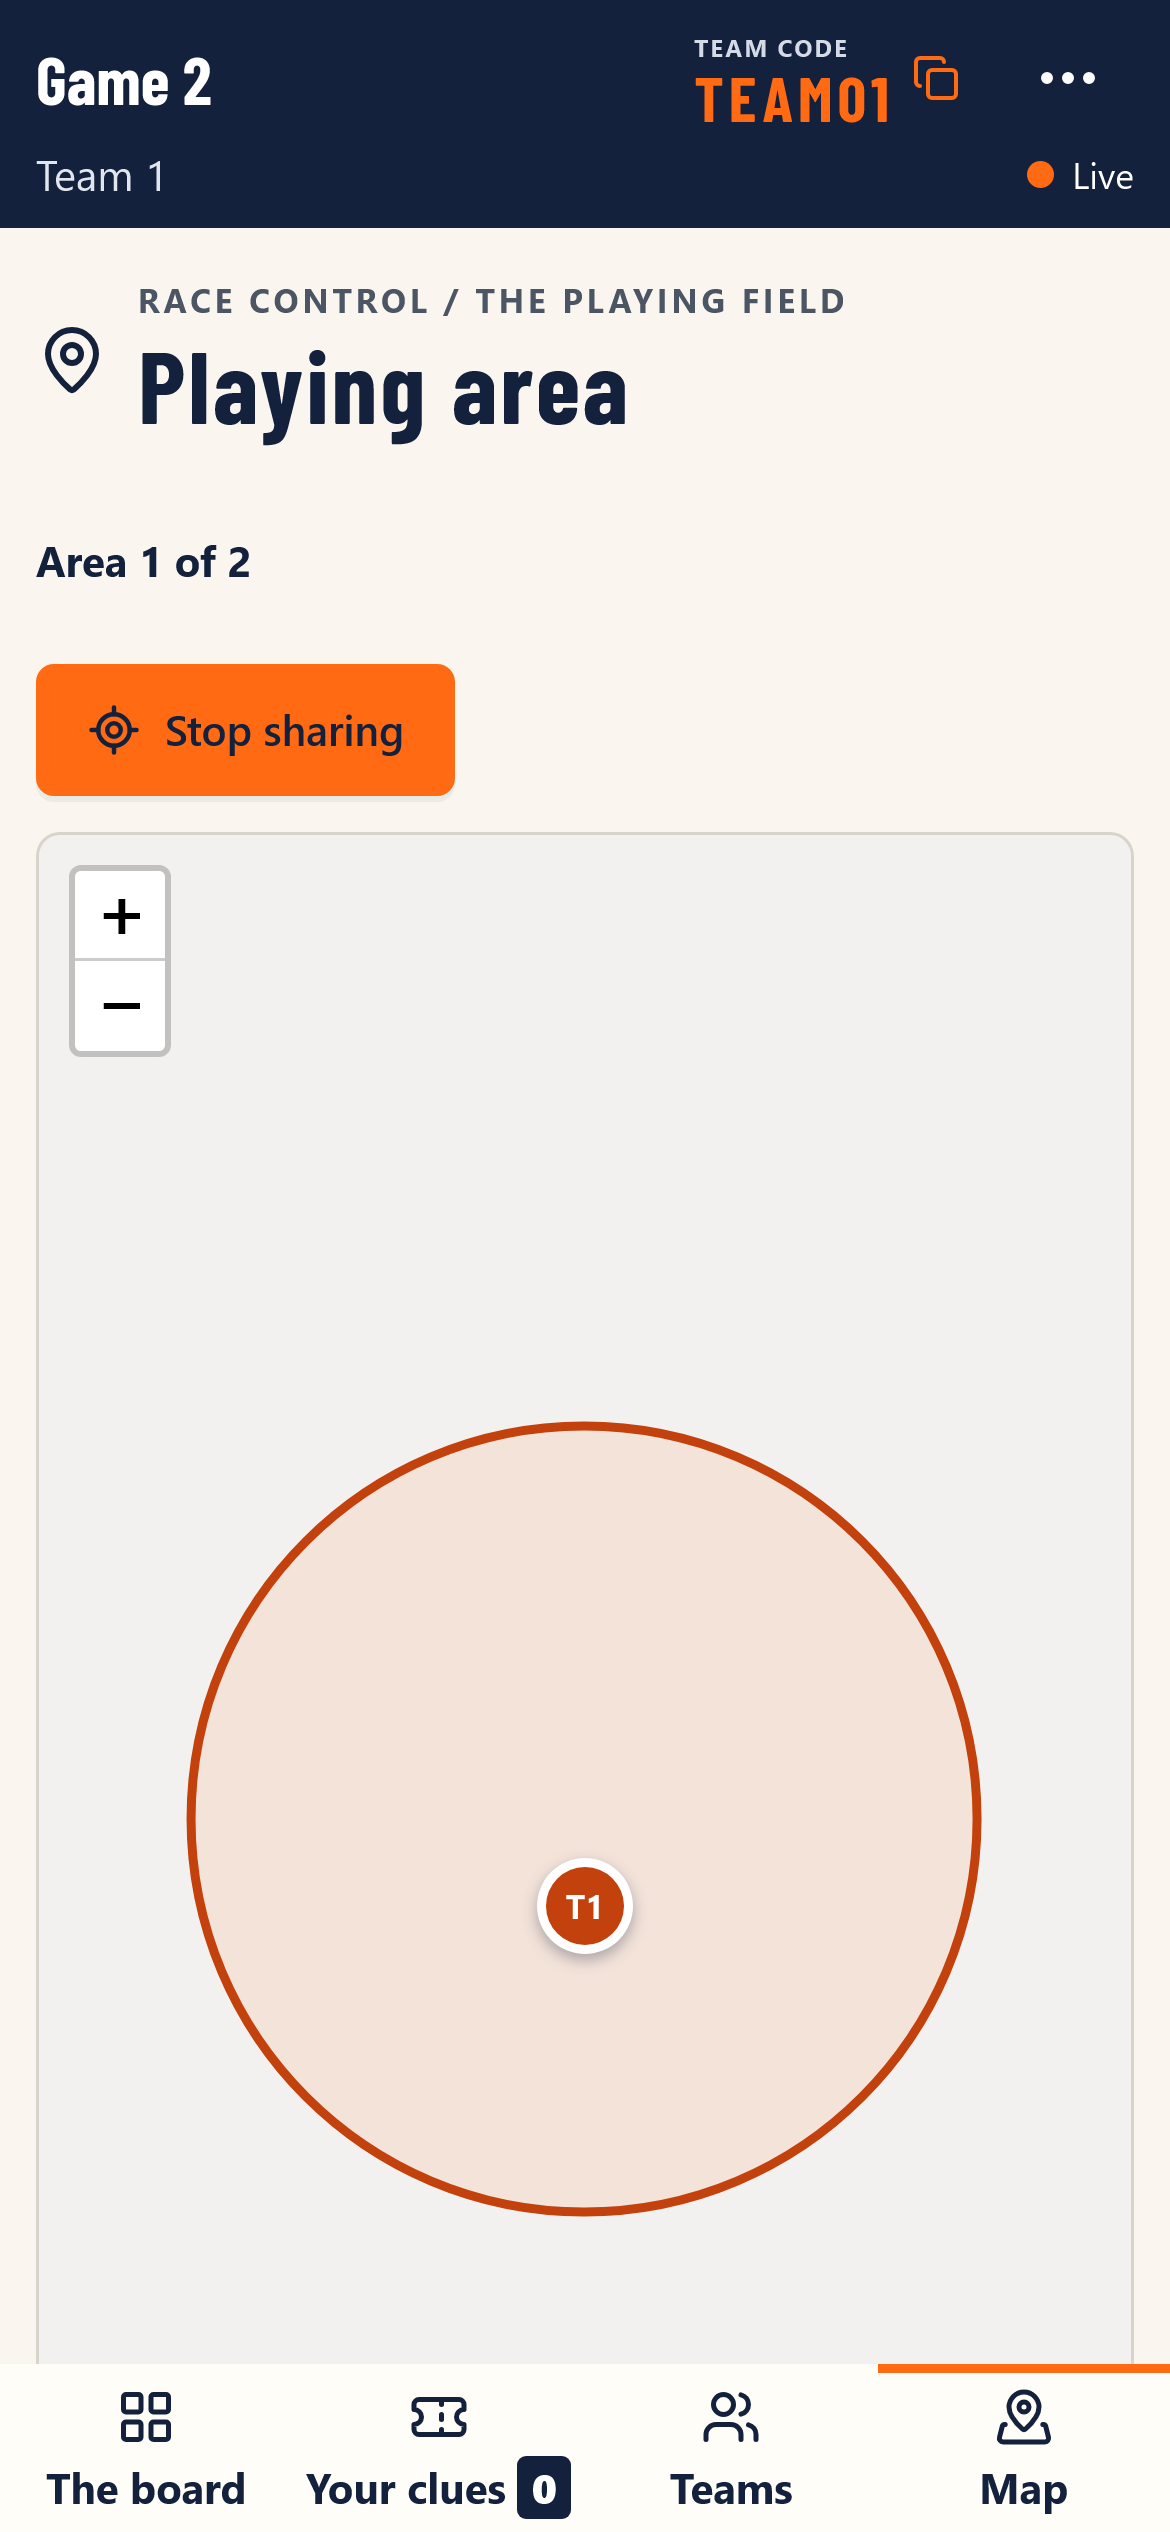 Game 2
TEAM CODE
TEAM01
Team 1
Live
RACE CONTROL / THE PLAYING FIELD
Playing area
Area 1 of 2
Stop sharing
+
−
T1
The board
Your clues 0
Teams
Map